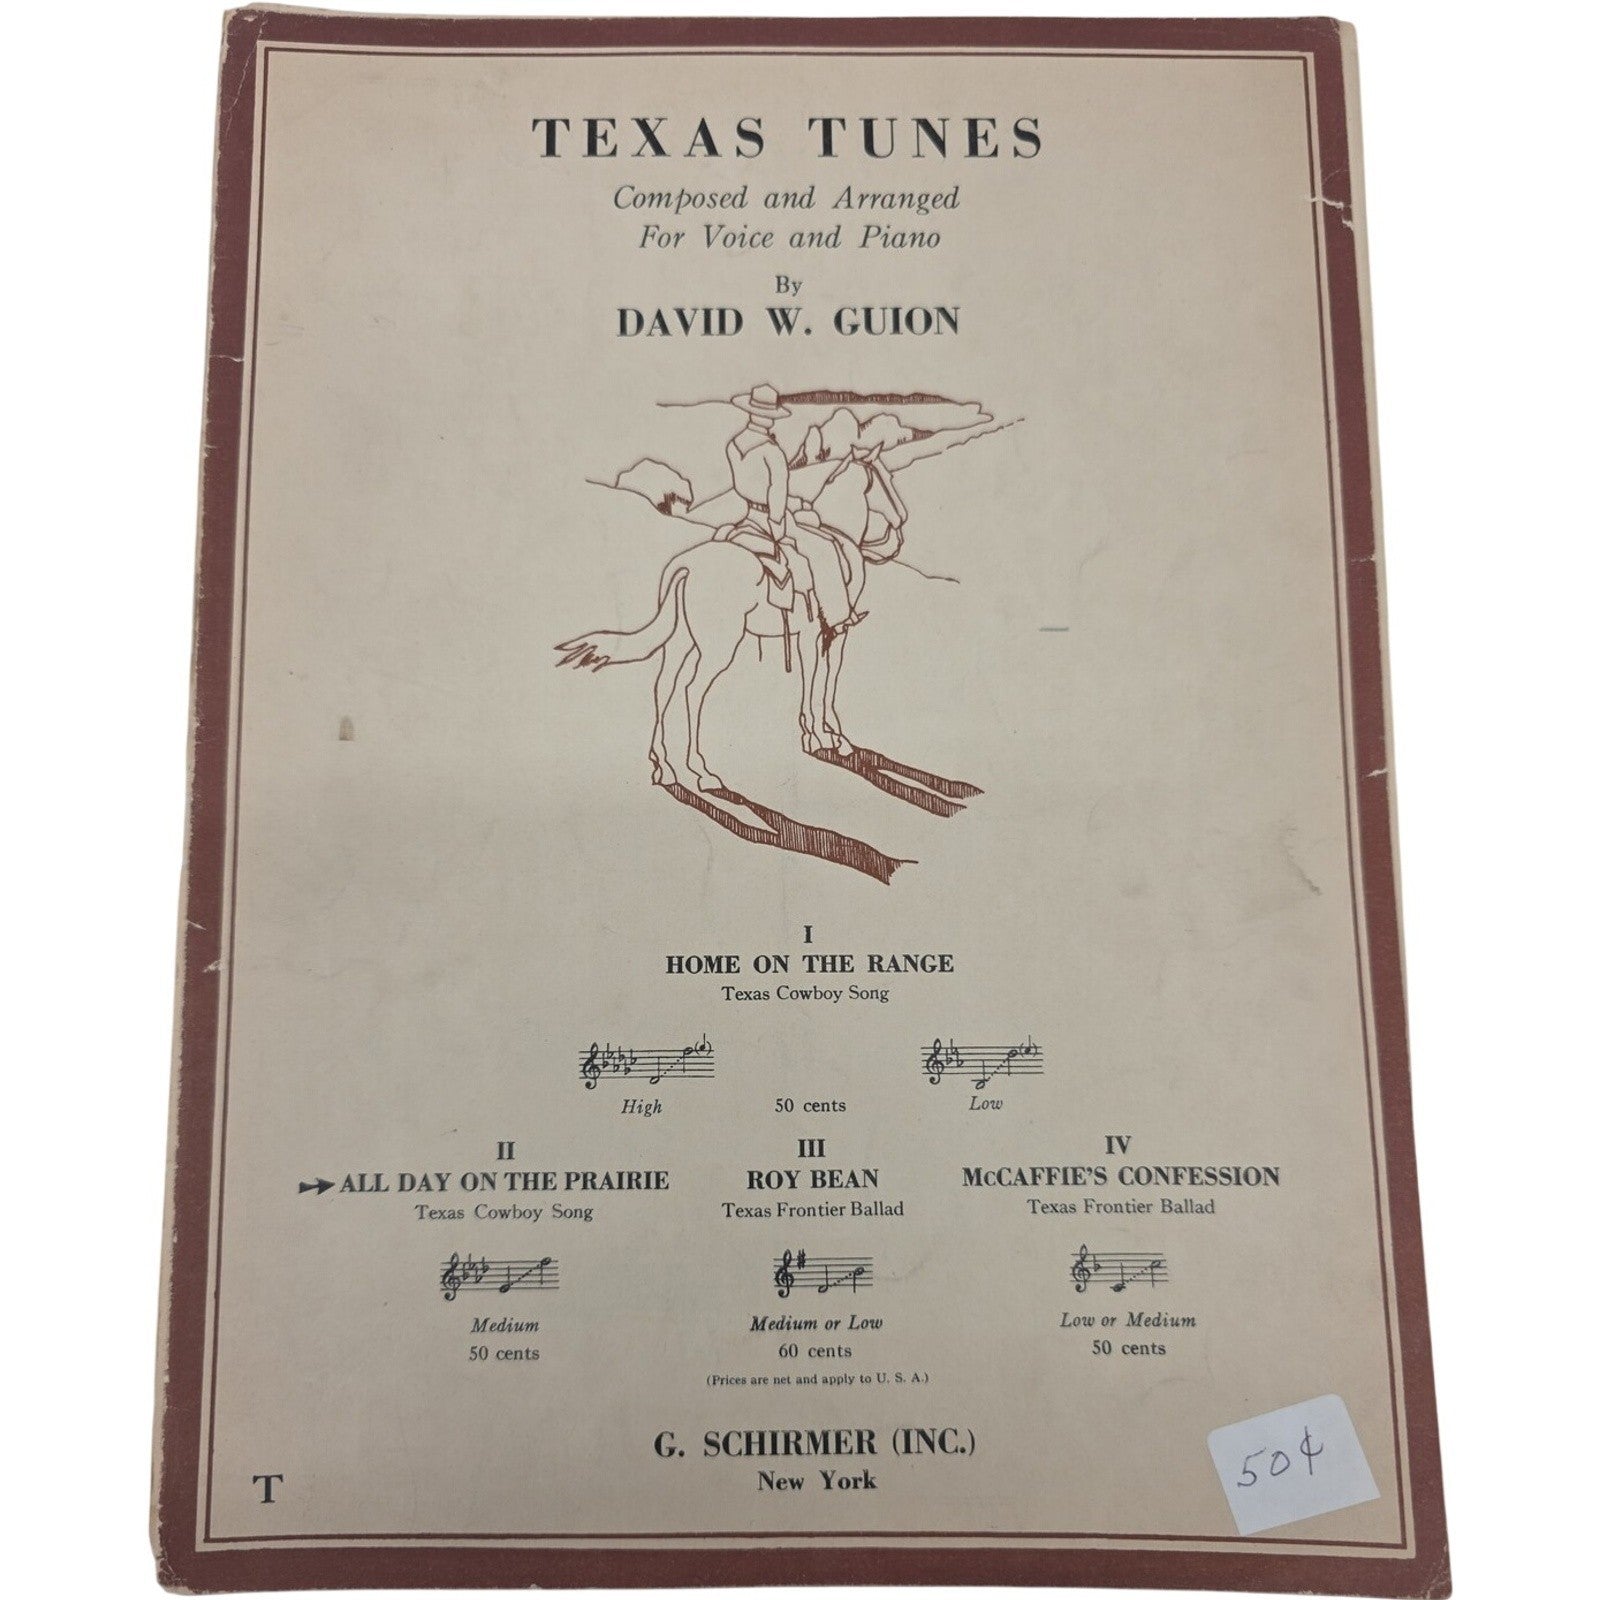 TEXAS TUNES
Composed and Arranged
For Voice and Piano
By
DAVID W. GUION
I
HOME ON THE RANGE
Texas Cowboy Song
High
50 cents
Low
II
ALL DAY ON THE PRAIRIE
Texas Cowboy Song
Medium
50 cents
III
ROY BEAN
Texas Frontier Ballad
Medium or Low
60 cents
IV
McCAFFIE'S CONFESSION
Texas Frontier Ballad
Low or Medium
50 cents
(Prices are net and apply to U. S. A.)
G. SCHIRMER (INC.)
New York
T
50¢